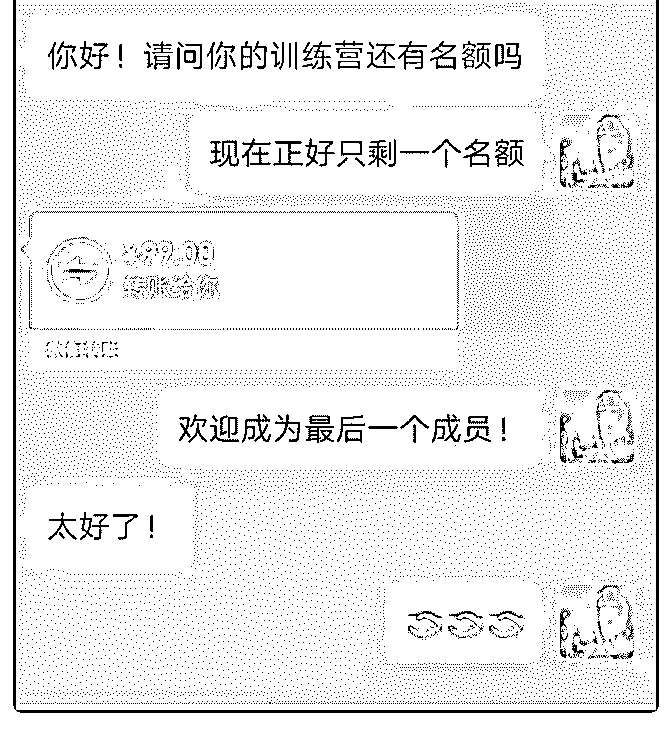 你好！请问你的训练营还有名额吗
现在正好只剩一个名额
¥99.00
转账给你
微信转账
欢迎成为最后一个成员！
太好了！